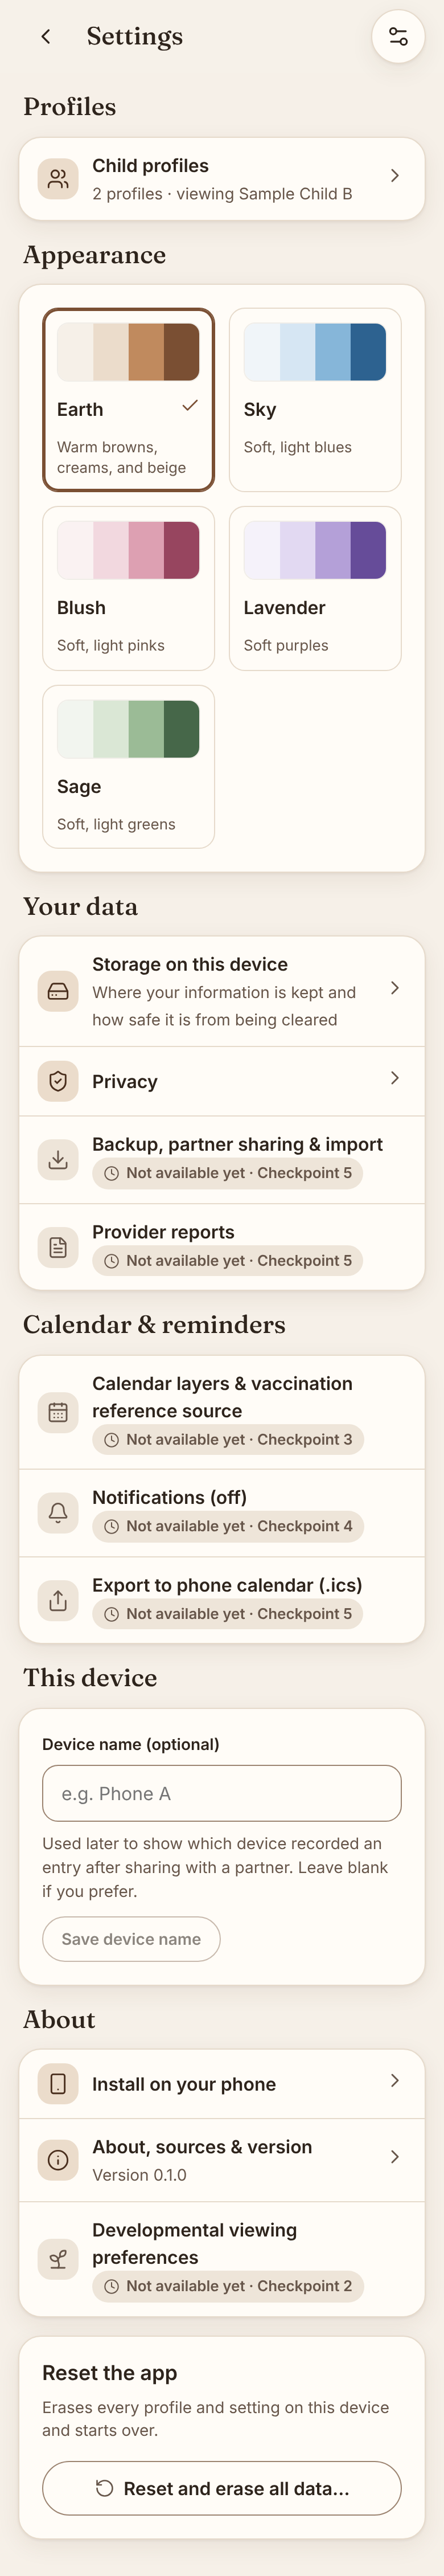 Settings
Profiles
Child profiles
2 profiles · viewing Sample Child B
Appearance
Earth
Warm browns,
creams, and beige
Sky
Soft, light blues
Blush
Soft, light pinks
Lavender
Soft purples
Sage
Soft, light greens
Your data
Storage on this device
Where your information is kept and
how safe it is from being cleared
Privacy
Backup, partner sharing & import
Not available yet · Checkpoint 5
Provider reports
Not available yet · Checkpoint 5
Calendar & reminders
Calendar layers & vaccination
reference source
Not available yet · Checkpoint 3
Notifications (off)
Not available yet · Checkpoint 4
Export to phone calendar (.ics)
Not available yet · Checkpoint 5
This device
Device name (optional)
e.g. Phone A
Used later to show which device recorded an
entry after sharing with a partner. Leave blank
if you prefer.
Save device name
About
Install on your phone
About, sources & version
Version 0.1.0
Developmental viewing
preferences
Not available yet · Checkpoint 2
Reset the app
Erases every profile and setting on this device
and starts over.
Reset and erase all data...